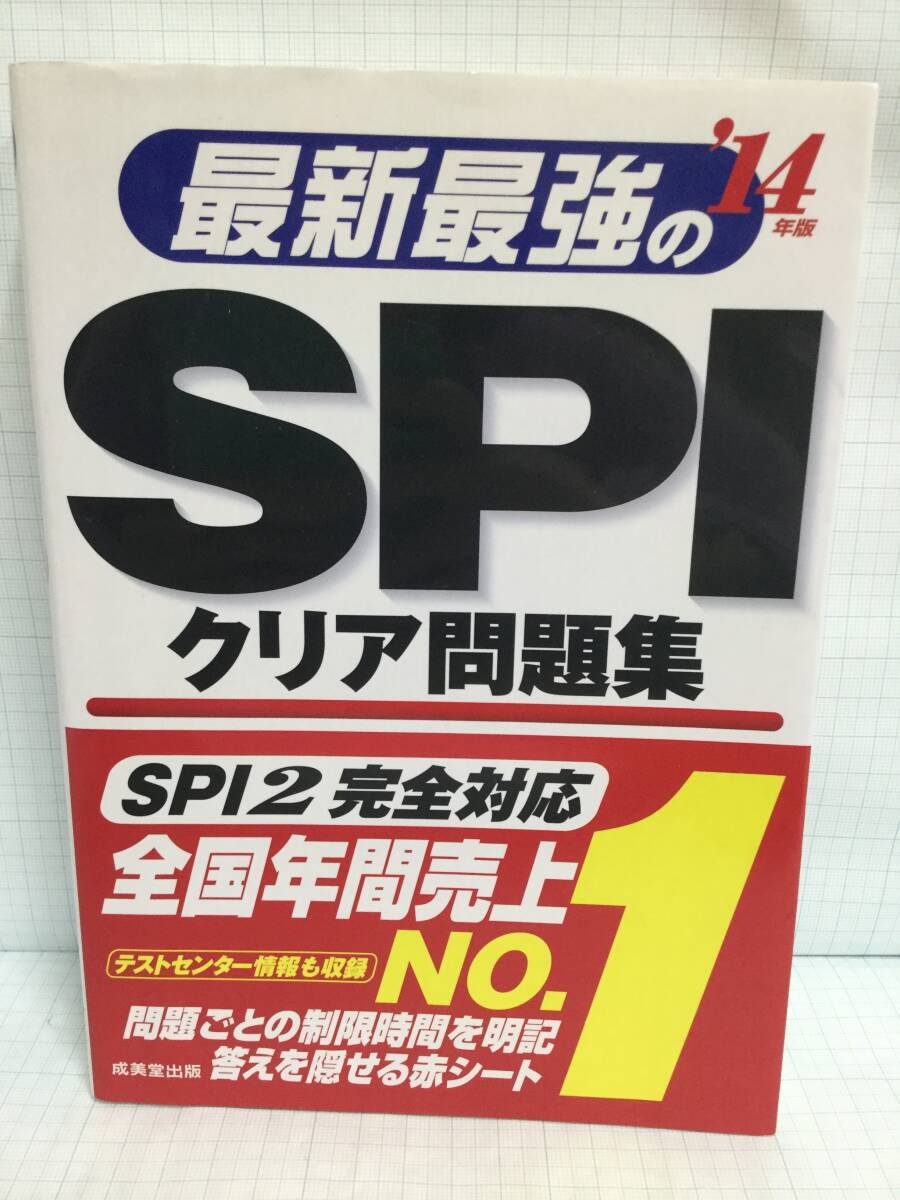 最新最強の
'14
年版
SPI
クリア問題集
SPI2 完全対応
全国年間売上
NO.1
テストセンター情報も収録
問題ごとの制限時間を明記
答えを隠せる赤シート
成美堂出版